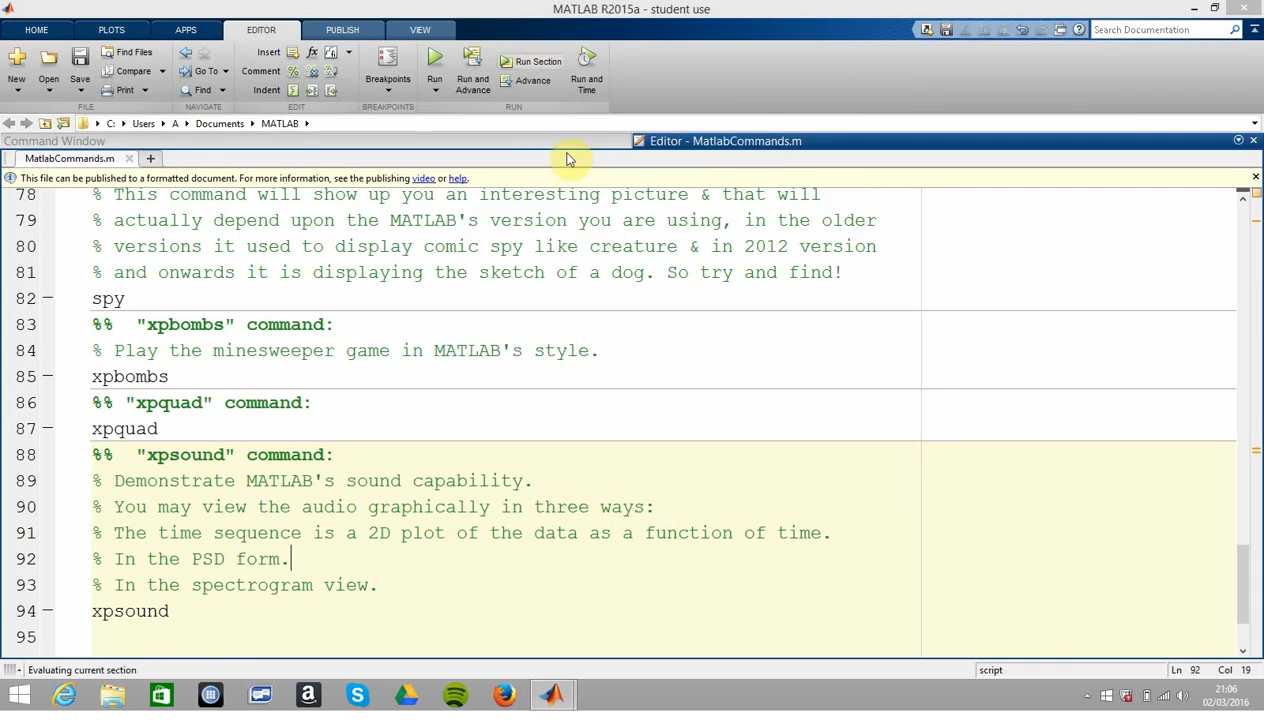 MATLAB R2015a - student use
HOME PLOTS APPS EDITOR PUBLISH VIEW
Search Documentation
New Open Save
Find Files
Compare
Print
Go To
Find
Insert
Comment
Indent
Breakpoints
Run
Run and Advance
Run Section
Advance
Run and Time
FILE NAVIGATE EDIT BREAKPOINTS RUN
C: Users A Documents MATLAB
Command Window
Editor - MatlabCommands.m
MatlabCommands.m
This file can be published to a formatted document. For more information, see the publishing video or help.
78 % This command will show up you an interesting picture & that will
79 % actually depend upon the MATLAB's version you are using, in the older
80 % versions it used to display comic spy like creature & in 2012 version
81 % and onwards it is displaying the sketch of a dog. So try and find!
82 spy
83 %% "xpbombs" command:
84 % Play the minesweeper game in MATLAB's style.
85 xpbombs
86 %% "xpquad" command:
87 xpquad
88 %% "xpsound" command:
89 % Demonstrate MATLAB's sound capability.
90 % You may view the audio graphically in three ways:
91 % The time sequence is a 2D plot of the data as a function of time.
92 % In the PSD form.
93 % In the spectrogram view.
94 xpsound
95
Evaluating current section script Ln 92 Col 19
21:06
02/03/2016